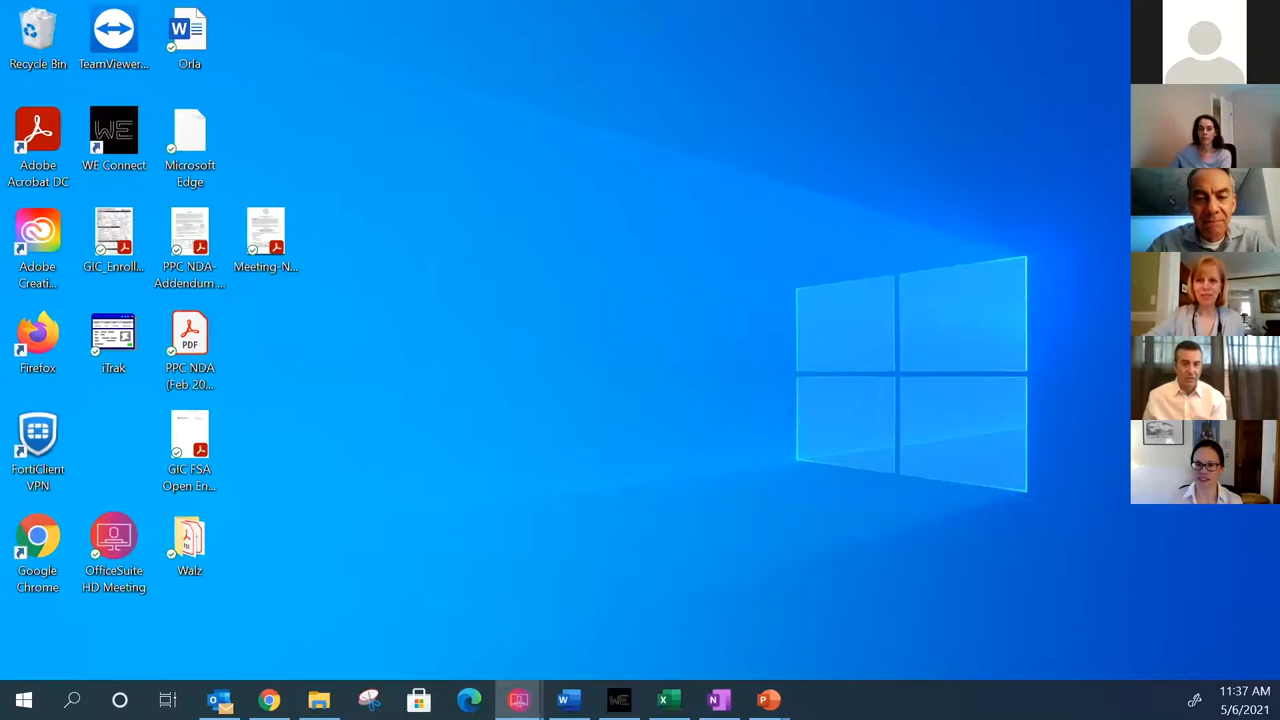 Recycle Bin
TeamViewer...
Orla
Adobe
Acrobat DC
WE
WE Connect
Microsoft
Edge
Adobe
Creati...
GIC_Enroll...
PPC NDA-
Addendum ...
Meeting-N...
Firefox
iTrak
PDF
PPC NDA
(Feb 20...
FortiClient
VPN
GIC FSA
Open En...
Google
Chrome
OfficeSuite
HD Meeting
Walz
11:37 AM
5/6/2021